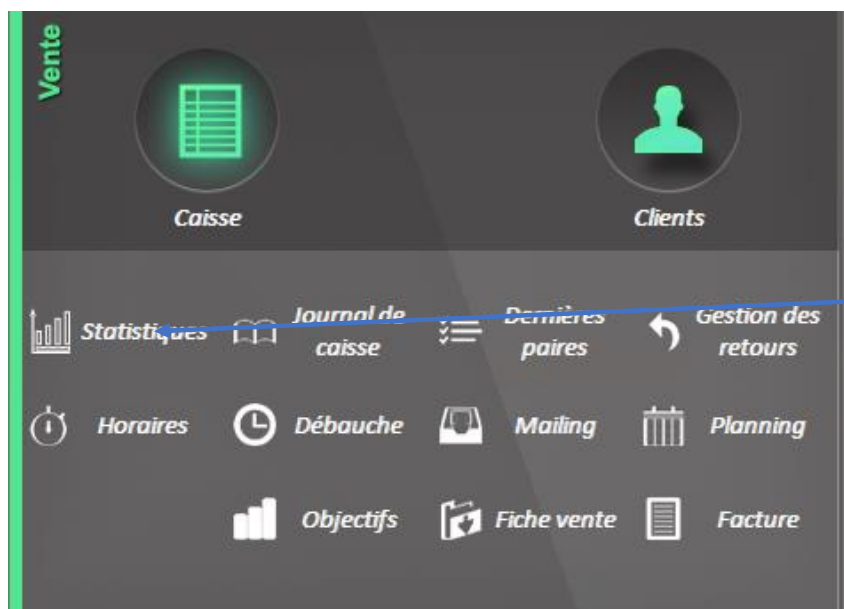 Vente
Caisse
Clients
Statistiques
Journal de
caisse
Dernières
paires
Gestion des
retours
Horaires
Débauche
Mailing
Planning
Objectifs
Fiche vente
Facture